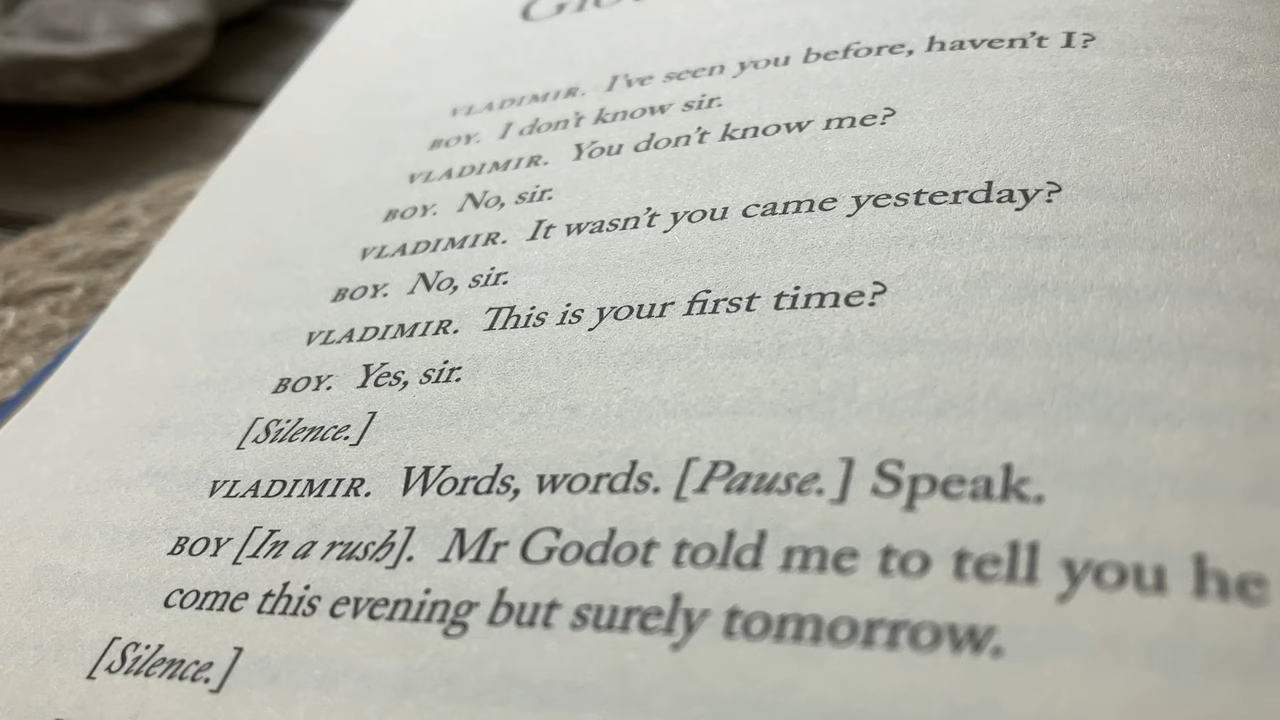 VLADIMIR. I've seen you before, haven't I?
BOY. I don't know sir.
VLADIMIR. You don't know me?
BOY. No, sir.
VLADIMIR. It wasn't you came yesterday?
BOY. No, sir.
VLADIMIR. This is your first time?
BOY. Yes, sir.
[Silence.]
VLADIMIR. Words, words. [Pause.] Speak.
BOY [In a rush]. Mr Godot told me to tell you he
come this evening but surely tomorrow.
[Silence.]